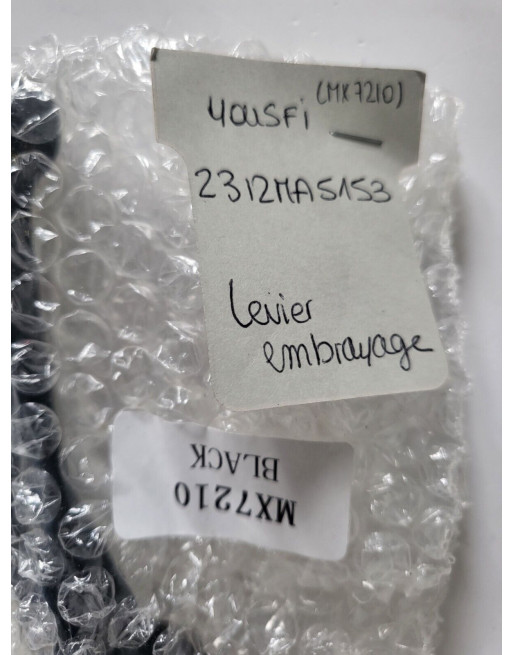 (MX7210)
YOUSFi
2312MA5153
Levier
embrayage
MX7210
BLACK